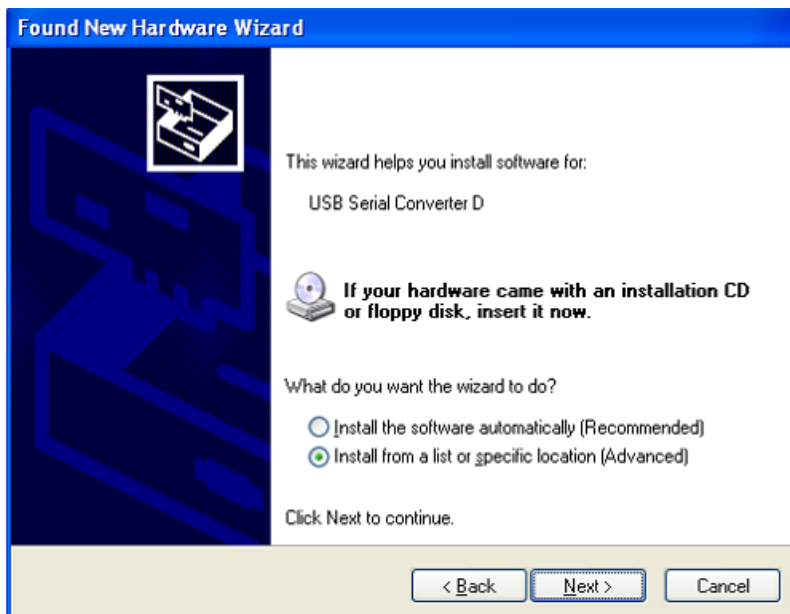 Found New Hardware Wizard
This wizard helps you install software for:
USB Serial Converter D
If your hardware came with an installation CD
or floppy disk, insert it now.
What do you want the wizard to do?
Install the software automatically (Recommended)
Install from a list or specific location (Advanced)
Click Next to continue.
< Back
Next >
Cancel